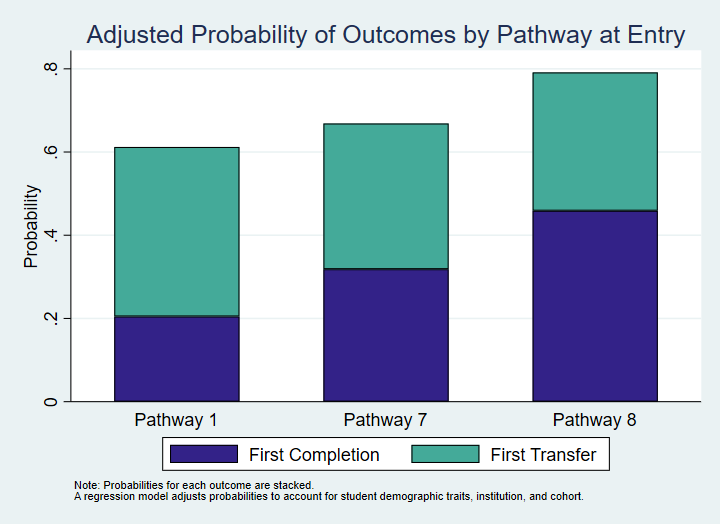 Adjusted Probability of Outcomes by Pathway at Entry
Probability
.8
.6
.4
.2
0
Pathway 1
Pathway 7
Pathway 8
First Completion
First Transfer
Note: Probabilities for each outcome are stacked.
A regression model adjusts probabilities to account for student demographic traits, institution, and cohort.